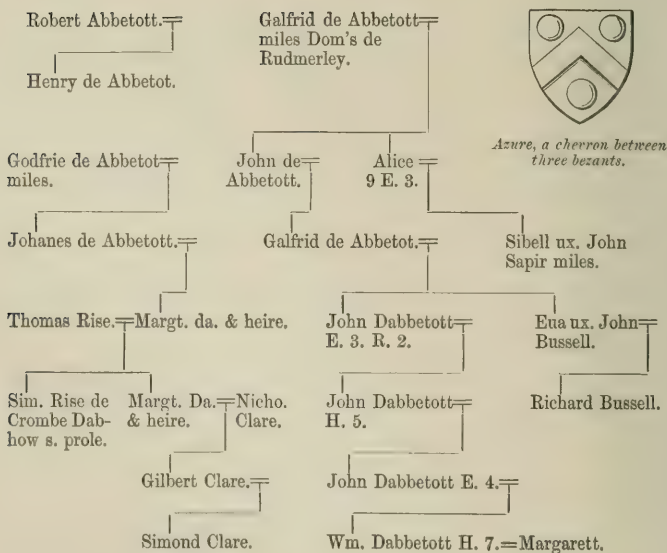 Robert Abbetott.
Galfrid de Abbetott
miles Dom's de
Rudmerley.
Henry de Abbetot.
Azure, a chevron between
three bezants.
Godfrie de Abbetot
miles.
John de
Abbetott.
Alice
9 E. 3.
Johanes de Abbetott.
Galfrid de Abbetot.
Sibell ux. John
Sapir miles.
Thomas Rise.
Margt. da. & heire.
John Dabbetott
E. 3. R. 2.
Eua ux. John
Bussell.
Sim. Rise de
Crombe Dab-
how s. prole.
Margt. Da.
& heire.
Nicho.
Clare.
John Dabbetott
H. 5.
Richard Bussell.
Gilbert Clare.
John Dabbetott E. 4.
Simond Clare.
Wm. Dabbetott H. 7.=Margarett.